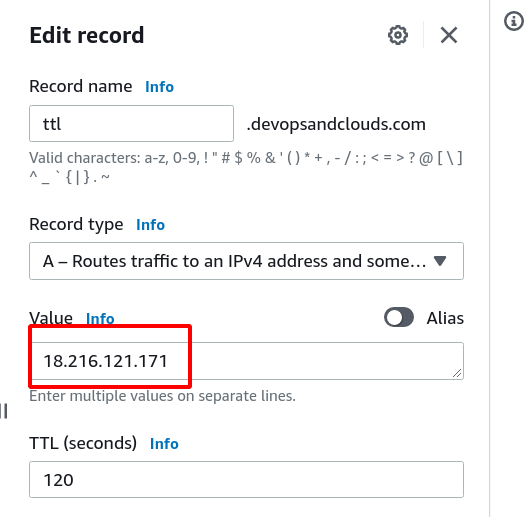 Edit record
Record name Info
ttl .devopsandclouds.com
Valid characters: a-z, 0-9, ! " # $ % & ' ( ) * + , - / : ; < = > ? @ [ \ ]
^ _ ` { | } . ~
Record type Info
A – Routes traffic to an IPv4 address and some...
Value Info Alias
18.216.121.171
Enter multiple values on separate lines.
TTL (seconds) Info
120